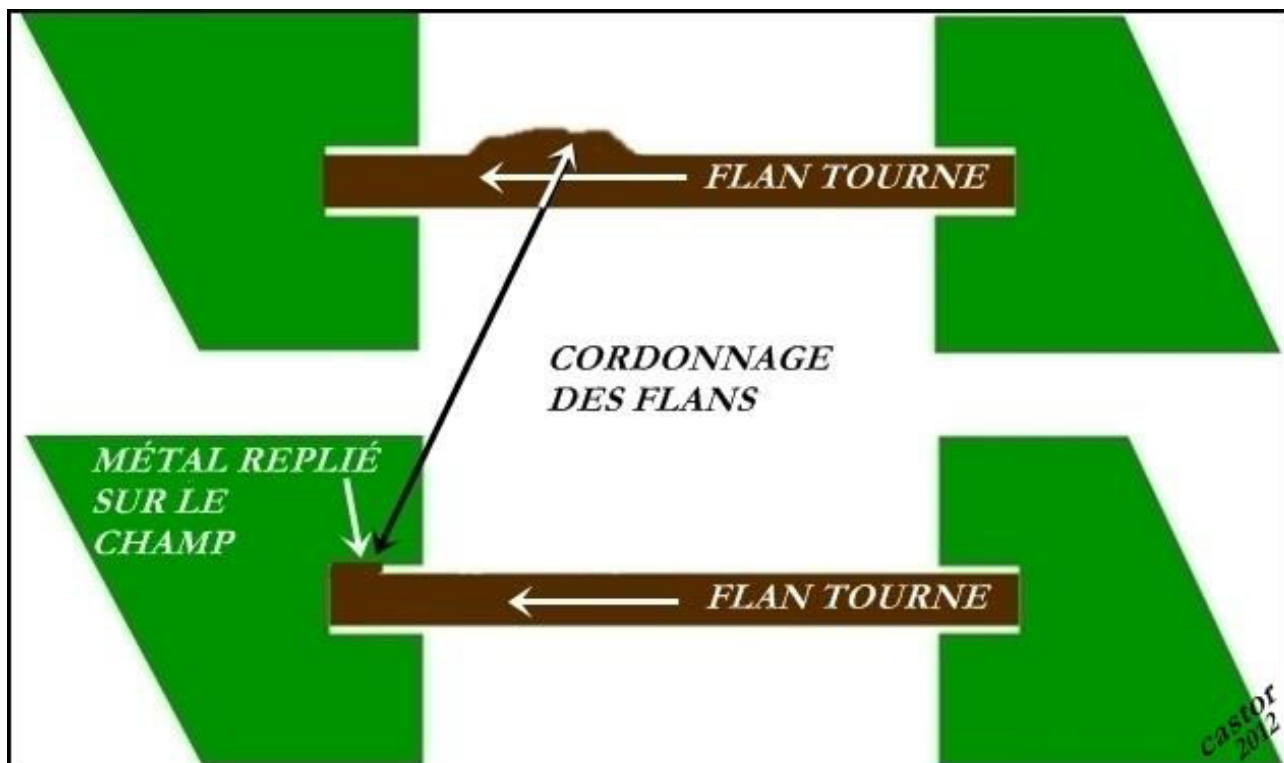 FLAN TOURNE
CORDONNAGE
DES FLANS
MÉTAL REPLIÉ
SUR LE
CHAMP
FLAN TOURNE
castor
2012